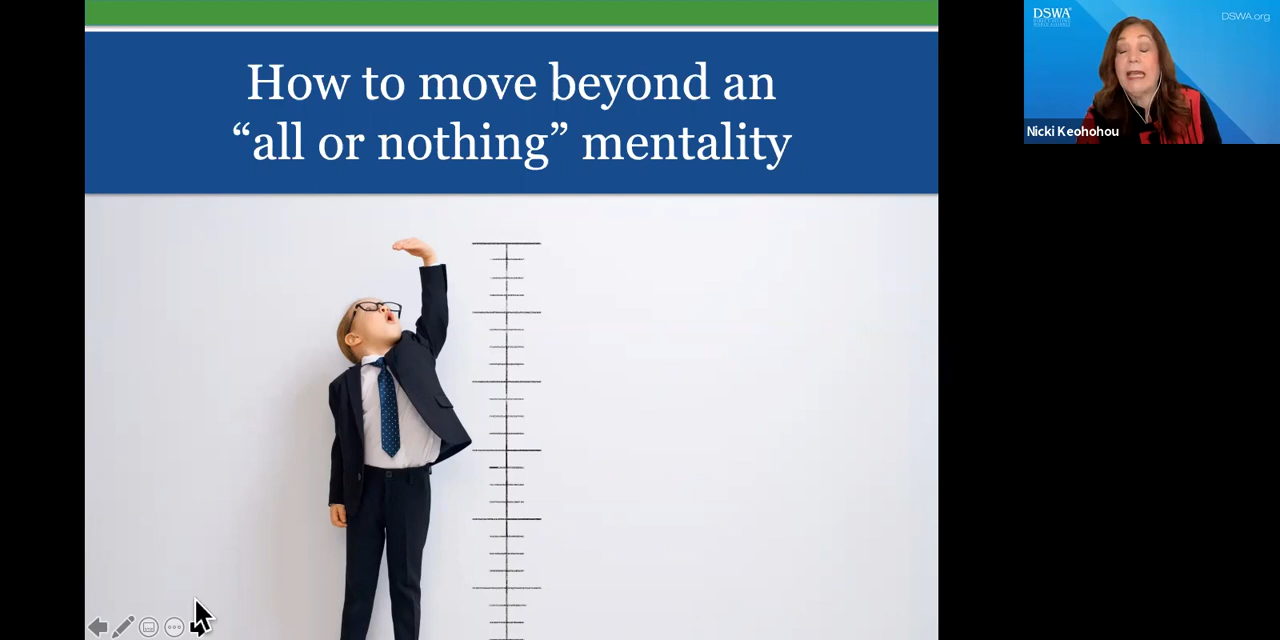 How to move beyond an
“all or nothing” mentality
DSWA
DSWA.org
Nicki Keohohou